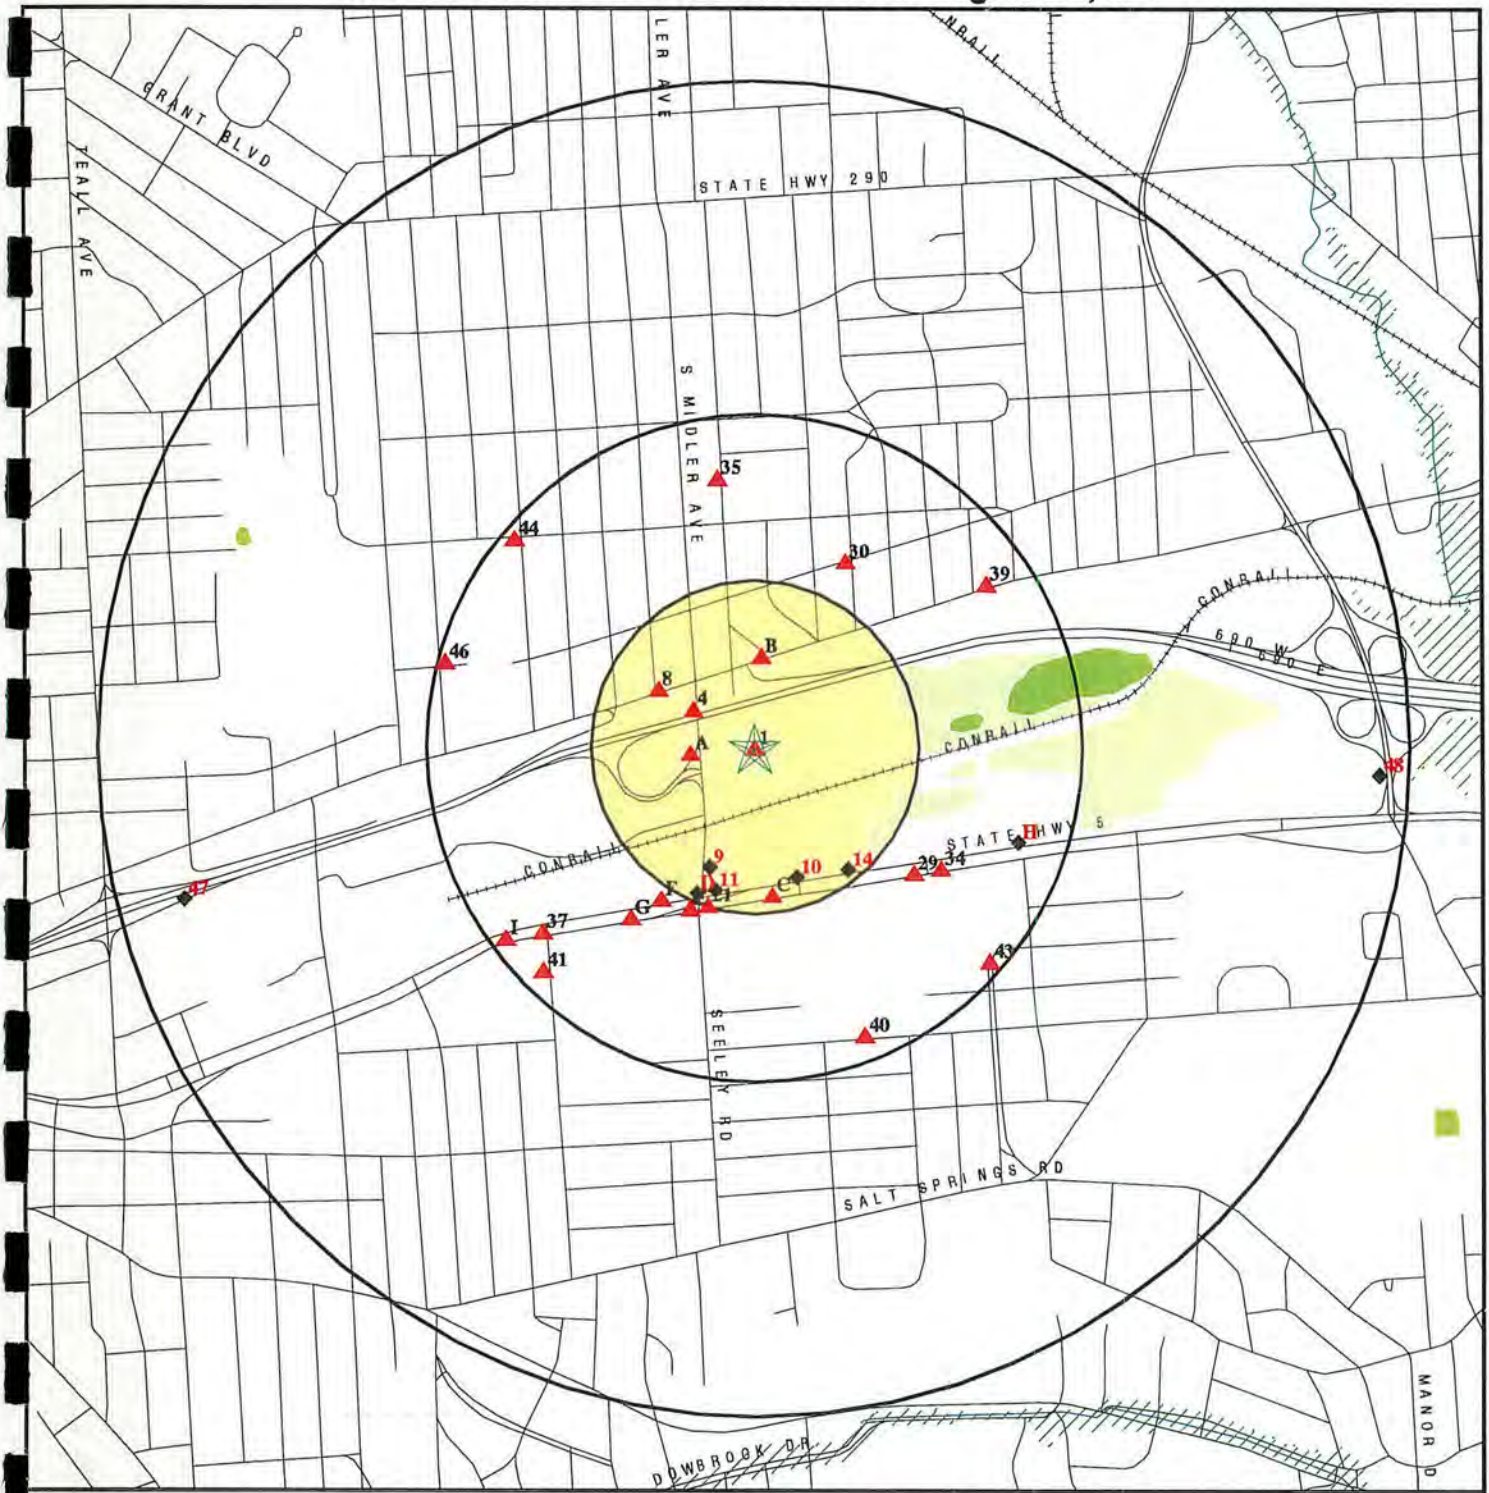 LER AVE
NRAIL
GRANT BLVD
TEALL AVE
STATE HWY 290
S MIDLER AVE
35
44
30
39
CONRAIL
I 690 W
I 690 E
46
B
8
4
A
1
CONRAIL
48
STATE HWY 5
H
CONRAIL
9
10
14
29
34
47
11
F
C
G
I
37
41
43
40
SEELEY RD
SALT SPRINGS RD
MANOR D
DOWBROOK DR